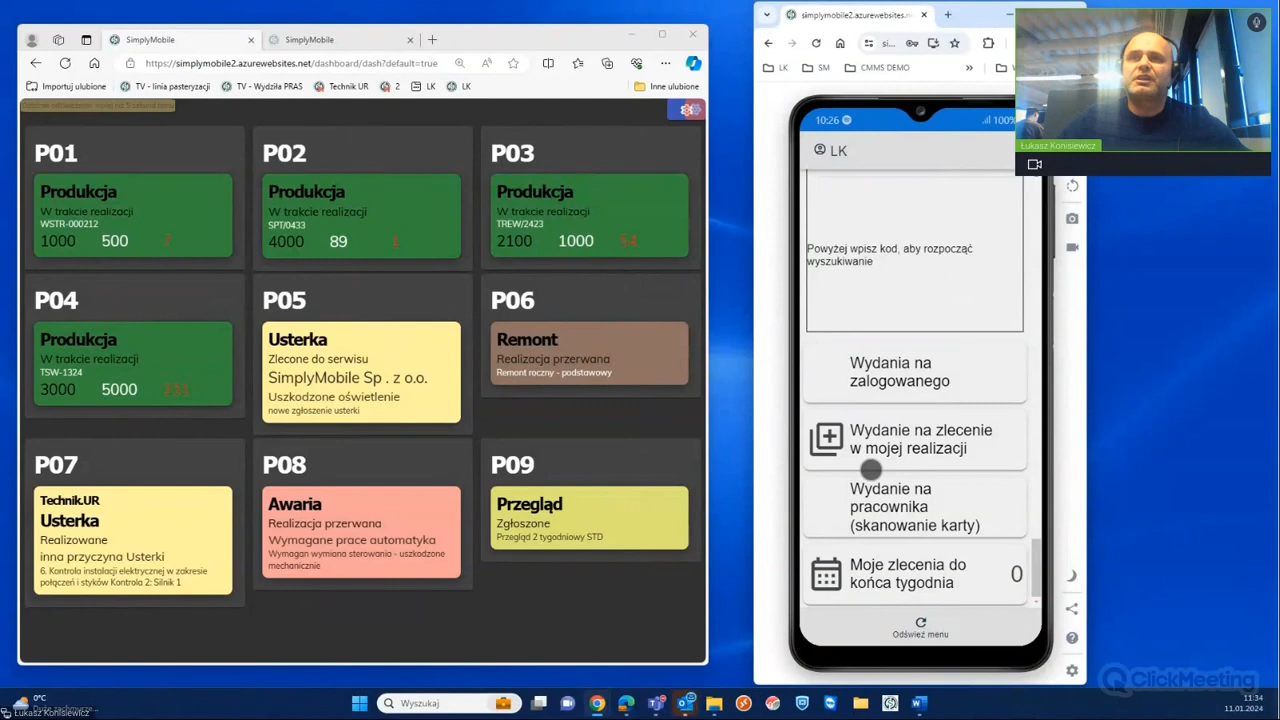 SimplyMobile
SimplyMobile
https://simplymobile2.azurewebsites.net/dashboard/dash?default=true
Importuj ulubione
TV - linia pasteryzacji
TV - Wydziła PRAS
Technik UR
2
LK
LK
Inne ulubione
P01
Produkcja
W trakcie realizacji
WSTR-000212
1000 500
P02
Produkcja
W trakcie realizacji
SPT/0433
4000 89
P03
Produkcja
W trakcie realizacji
TREW/2423
2100 1000
P04
Produkcja
W trakcie realizacji
TSW-1324
3000 5000 231
P05
Usterka
Zlecone do serwisu
SimplyMobile Sp . z o.o.
Uszkodzone oświetlenie
nowe zgłoszenie usterki
P06
Remont
Realizacja przerwana
Remont roczny - podstawowy
P07
Technik.UR
Usterka
Realizowane
inna przyczyna Usterki
6. Kontrola instalacji elektrycznej w zakresie
połączeń i styków Kontrola 2: Silnik 1
P08
Awaria
Realizacja przerwana
Wymagane prace automatyka
Wymagan wymiana sterowania - uszkodzone
mechanicznie
P09
Przegląd
Zgłoszone
Przegląd 2 tygodniowy STD
simplymobile2.azurewebsites.ne
si...
LK
SM
CMMS DEMO
10:26
100%
LK
Powyżej wpisz kod, aby rozpocząć
wyszukiwanie
Wydania na
zalogowanego
Wydanie na zlecenie
w mojej realizacji
Wydanie na
pracownika
(skanowanie karty)
Moje zlecenia do
końca tygodnia
0
Odśwież menu
Łukasz Konisiewicz
ClickMeeting
0°C
Łukasz Konisiewicz
Wyszukaj
11:34
11.01.2024